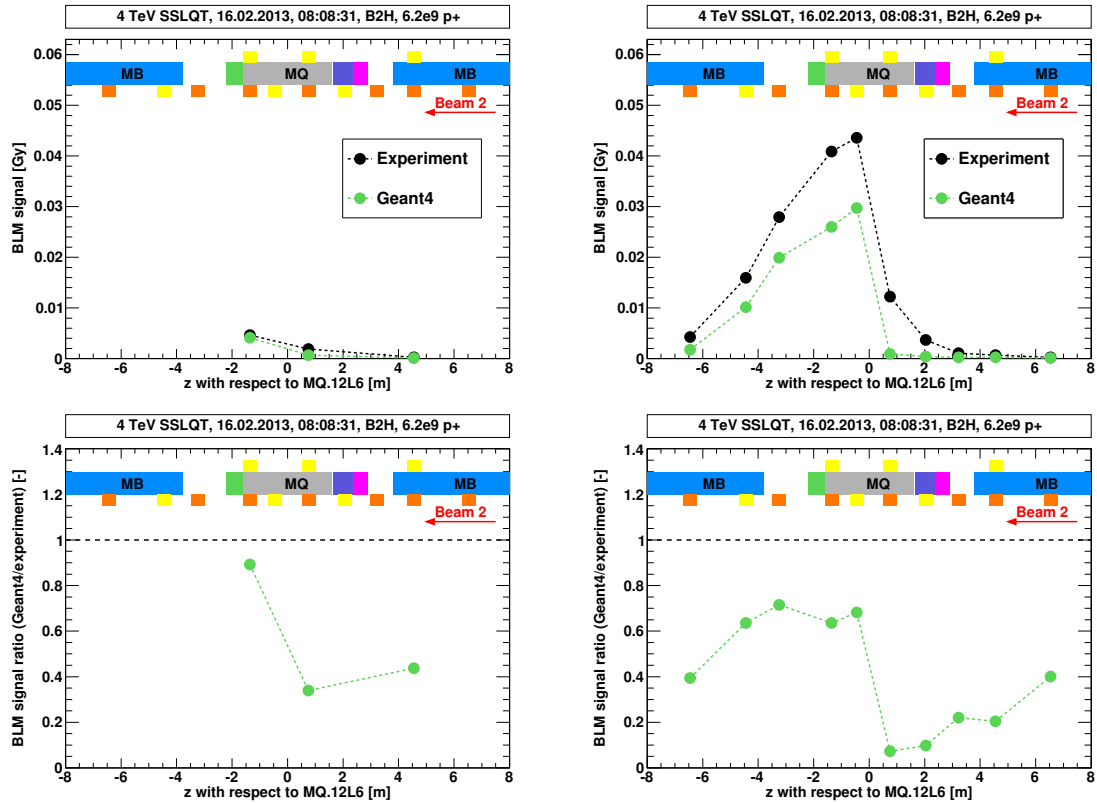 4 TeV SSLQT, 16.02.2013, 08:08:31, B2H, 6.2e9 p+
BLM signal [Gy]
0.06
0.05
0.04
0.03
0.02
0.01
0
MB
MQ
MB
Beam 2
Experiment
Geant4
-8 -6 -4 -2 0 2 4 6 8
z with respect to MQ.12L6 [m]
4 TeV SSLQT, 16.02.2013, 08:08:31, B2H, 6.2e9 p+
BLM signal [Gy]
0.06
0.05
0.04
0.03
0.02
0.01
0
MB
MQ
MB
Beam 2
Experiment
Geant4
-8 -6 -4 -2 0 2 4 6 8
z with respect to MQ.12L6 [m]
4 TeV SSLQT, 16.02.2013, 08:08:31, B2H, 6.2e9 p+
BLM signal ratio (Geant4/experiment) [-]
1.4
1.2
1
0.8
0.6
0.4
0.2
0
MB
MQ
MB
Beam 2
-8 -6 -4 -2 0 2 4 6 8
z with respect to MQ.12L6 [m]
4 TeV SSLQT, 16.02.2013, 08:08:31, B2H, 6.2e9 p+
BLM signal ratio (Geant4/experiment) [-]
1.4
1.2
1
0.8
0.6
0.4
0.2
0
MB
MQ
MB
Beam 2
-8 -6 -4 -2 0 2 4 6 8
z with respect to MQ.12L6 [m]